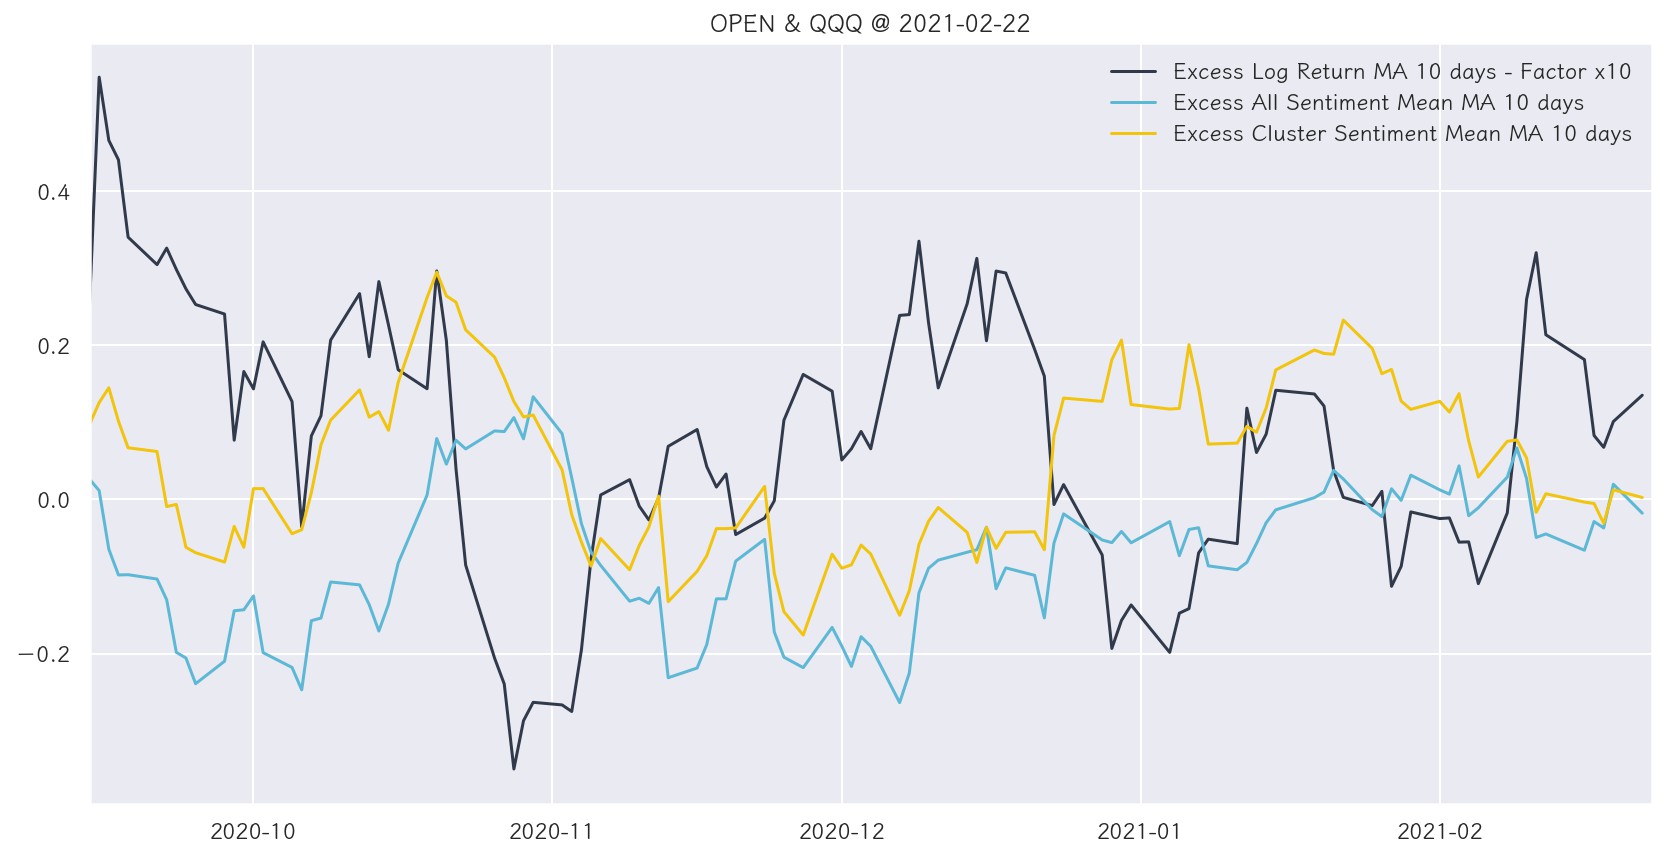 OPEN & QQQ @ 2021-02-22
Excess Log Return MA 10 days - Factor x10
Excess All Sentiment Mean MA 10 days
Excess Cluster Sentiment Mean MA 10 days
0.4
0.2
0.0
−0.2
2020-10
2020-11
2020-12
2021-01
2021-02